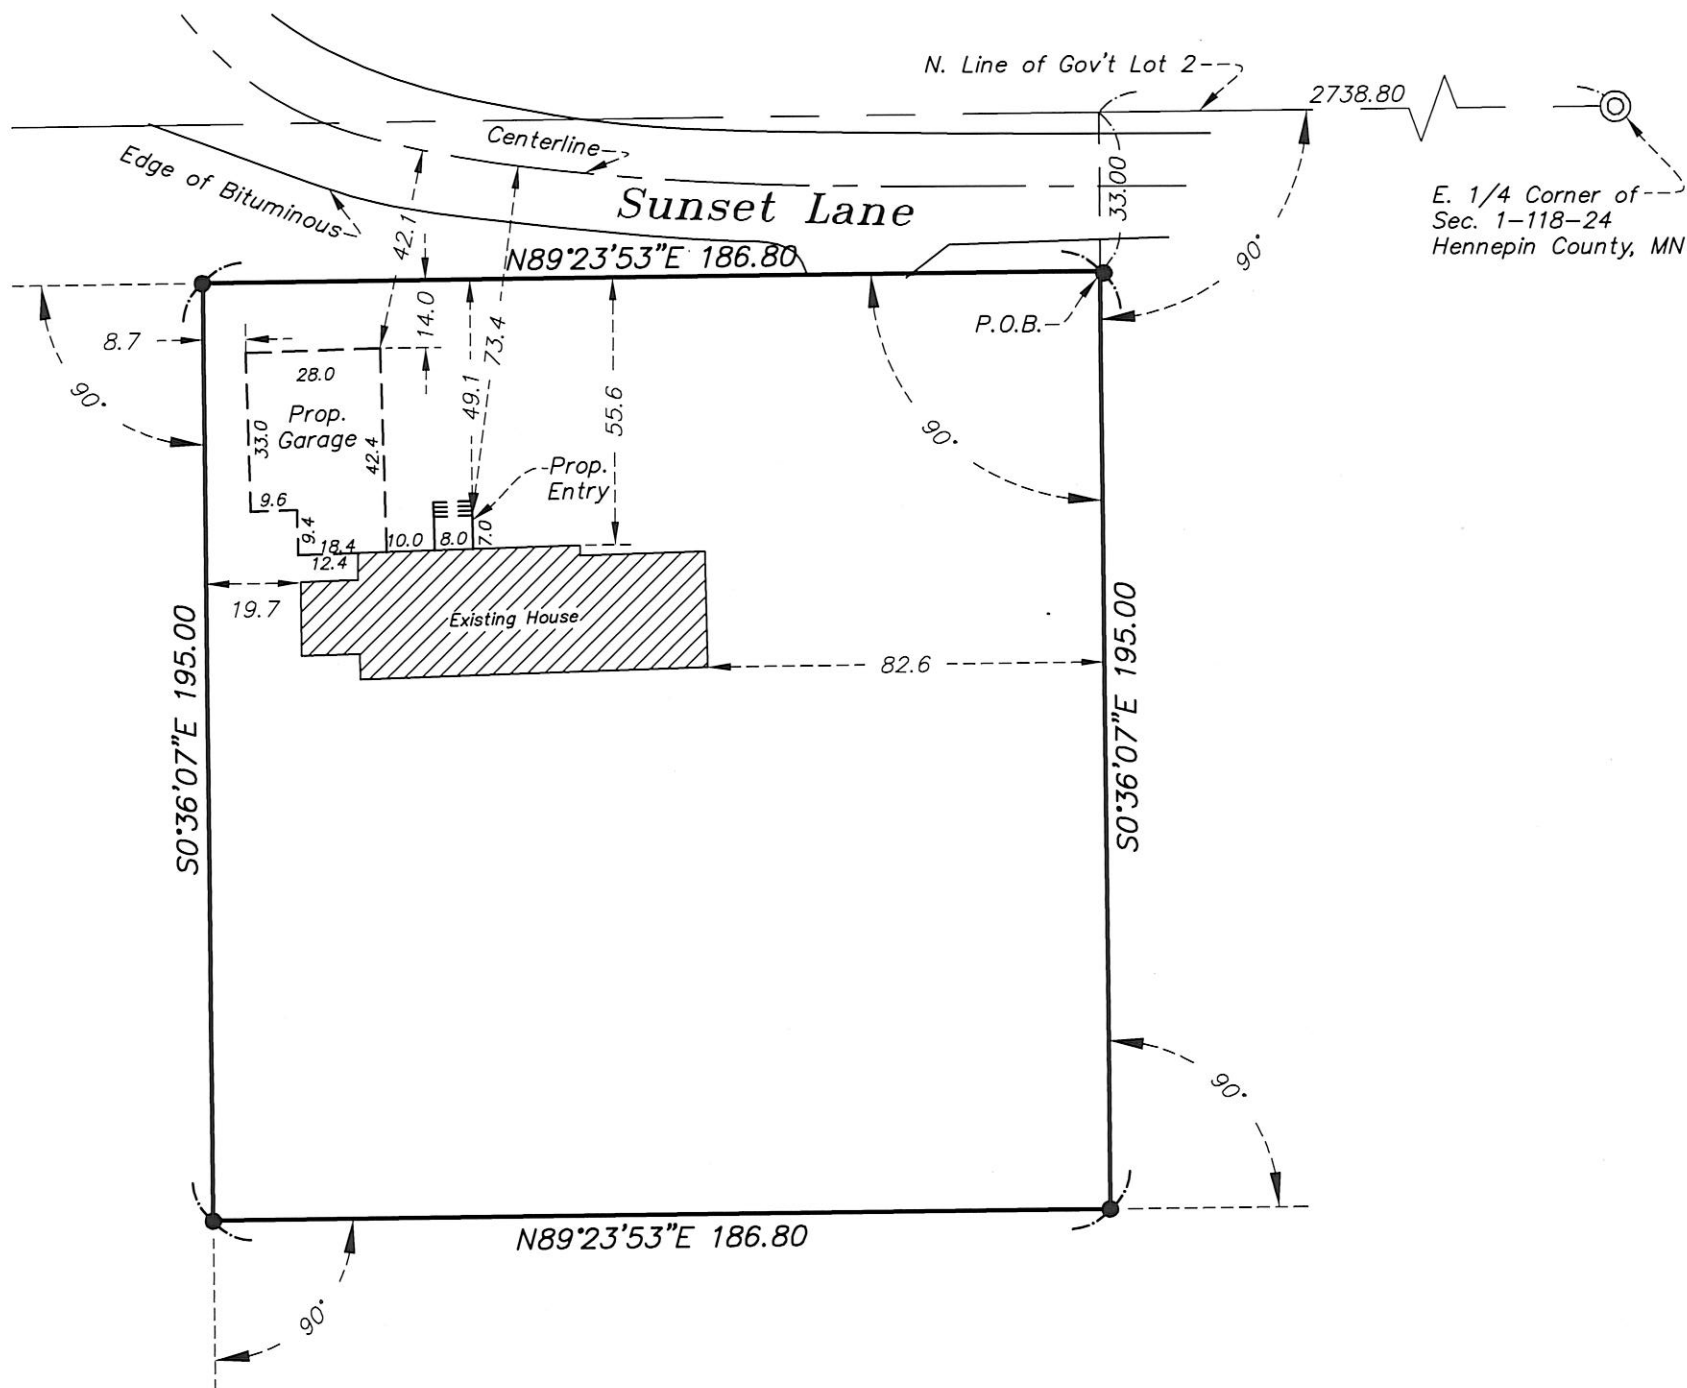 N. Line of Gov't Lot 2
2738.80
Centerline
Edge of Bituminous
Sunset Lane
33.00
E. 1/4 Corner of
Sec. 1-118-24
Hennepin County, MN
42.1
N89°23'53"E 186.80
90°
14.0
P.O.B.
8.7
73.4
28.0
90°
49.1
55.6
Prop.
Garage
33.0
42.4
90°
Prop.
Entry
9.6
9.4
18.4
10.0
8.0
7.0
12.4
19.7
Existing House
82.6
S0°36'07"E 195.00
S0°36'07"E 195.00
90°
N89°23'53"E 186.80
90°